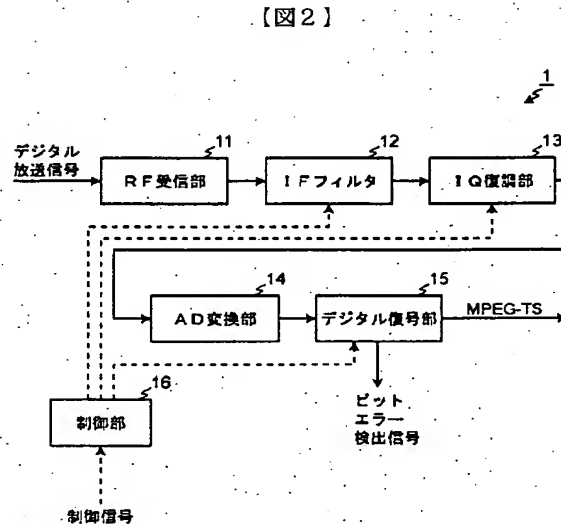 【図2】
1
デジタル
放送信号
11
RF受信部
12
IFフィルタ
13
IQ復調部
14
AD変換部
15
デジタル復号部
MPEG-TS
16
制御部
ビット
エラー
検出信号
制御信号